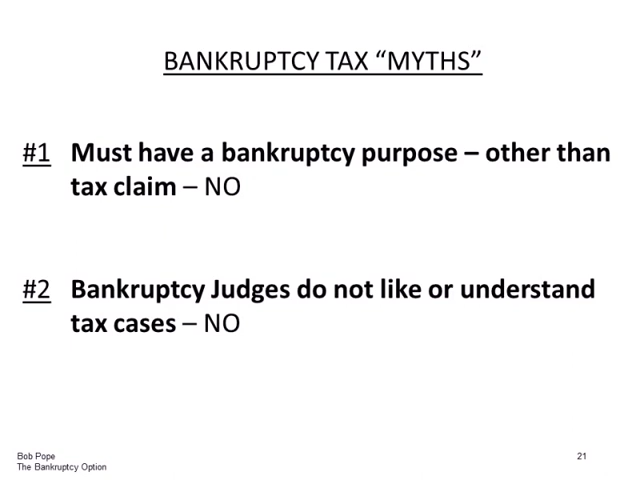 BANKRUPTCY TAX “MYTHS”
#1 Must have a bankruptcy purpose – other than
tax claim – NO
#2 Bankruptcy Judges do not like or understand
tax cases – NO
Bob Pope
The Bankruptcy Option
21